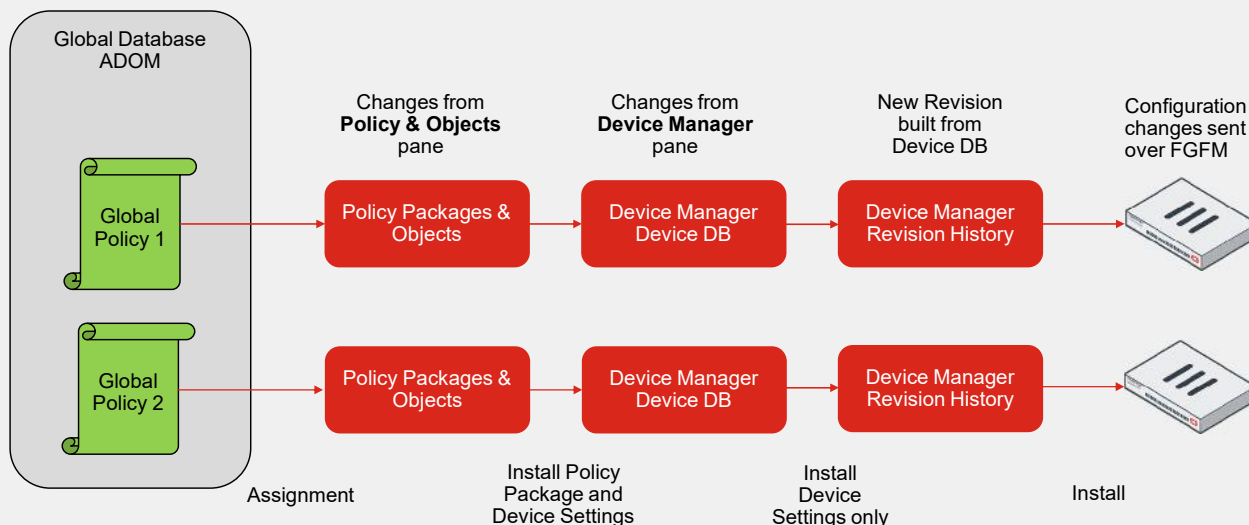 Global Database
ADOM
Changes from
Policy & Objects
pane
Changes from
Device Manager
pane
New Revision
built from
Device DB
Configuration
changes sent
over FGFM
Global
Policy 1
Policy Packages &
Objects
Device Manager
Device DB
Device Manager
Revision History
Global
Policy 2
Policy Packages &
Objects
Device Manager
Device DB
Device Manager
Revision History
Assignment
Install Policy
Package and
Device Settings
Install
Device
Settings only
Install